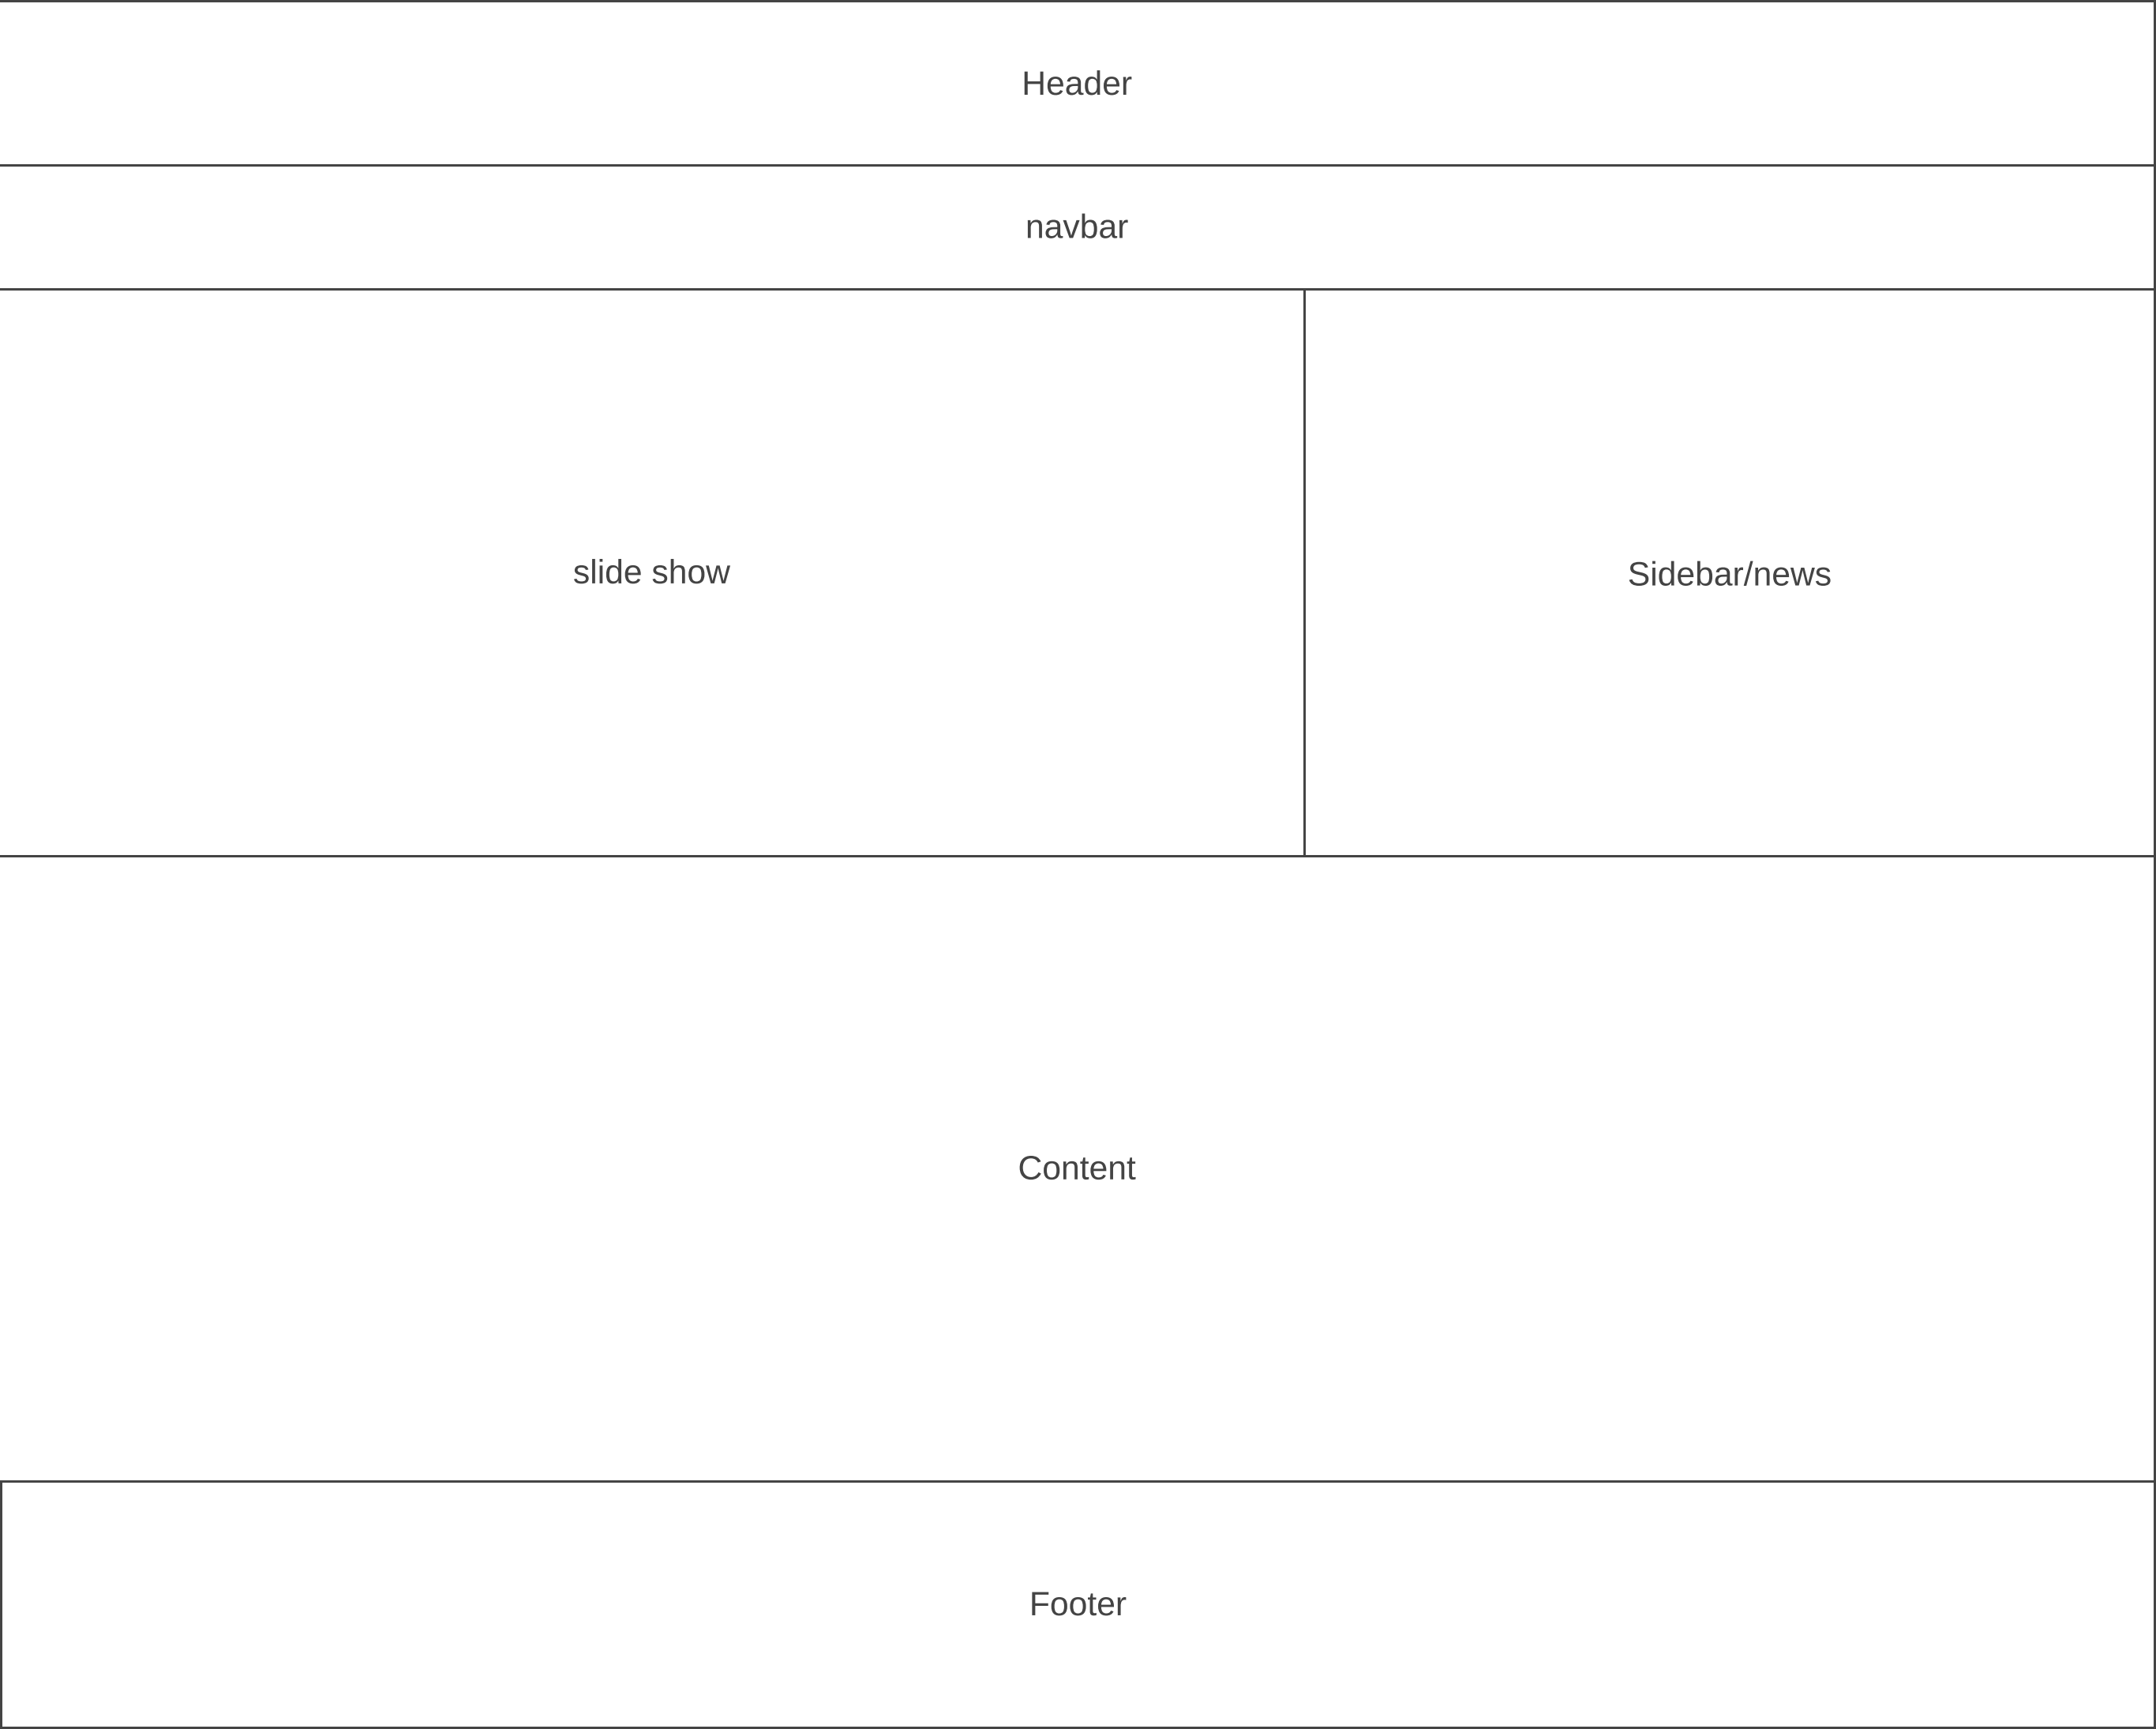 Header
navbar
slide show
Sidebar/news
Content
Footer